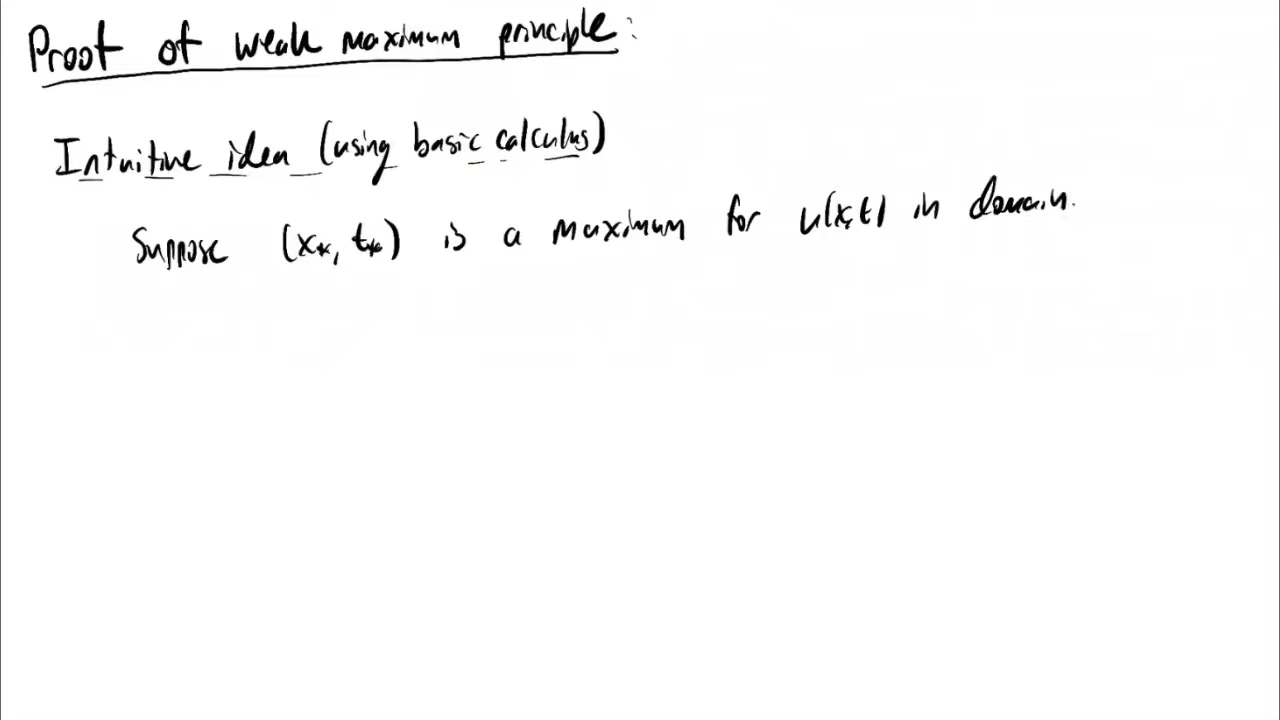 Proof of weak maximum principle:
Intuitive idea (using basic calculus)
Suppose (x*, t*) is a maximum for u(x,t) in domain.